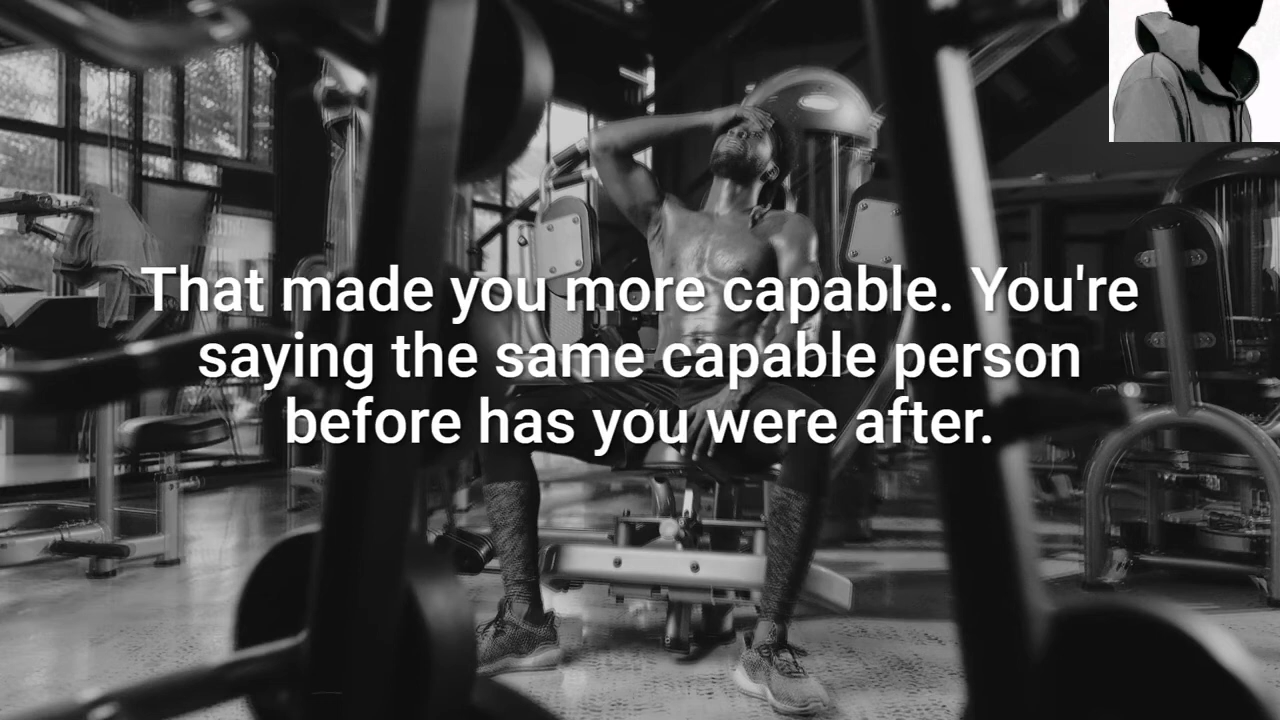 That made you more capable. You're
saying the same capable person
before has you were after.